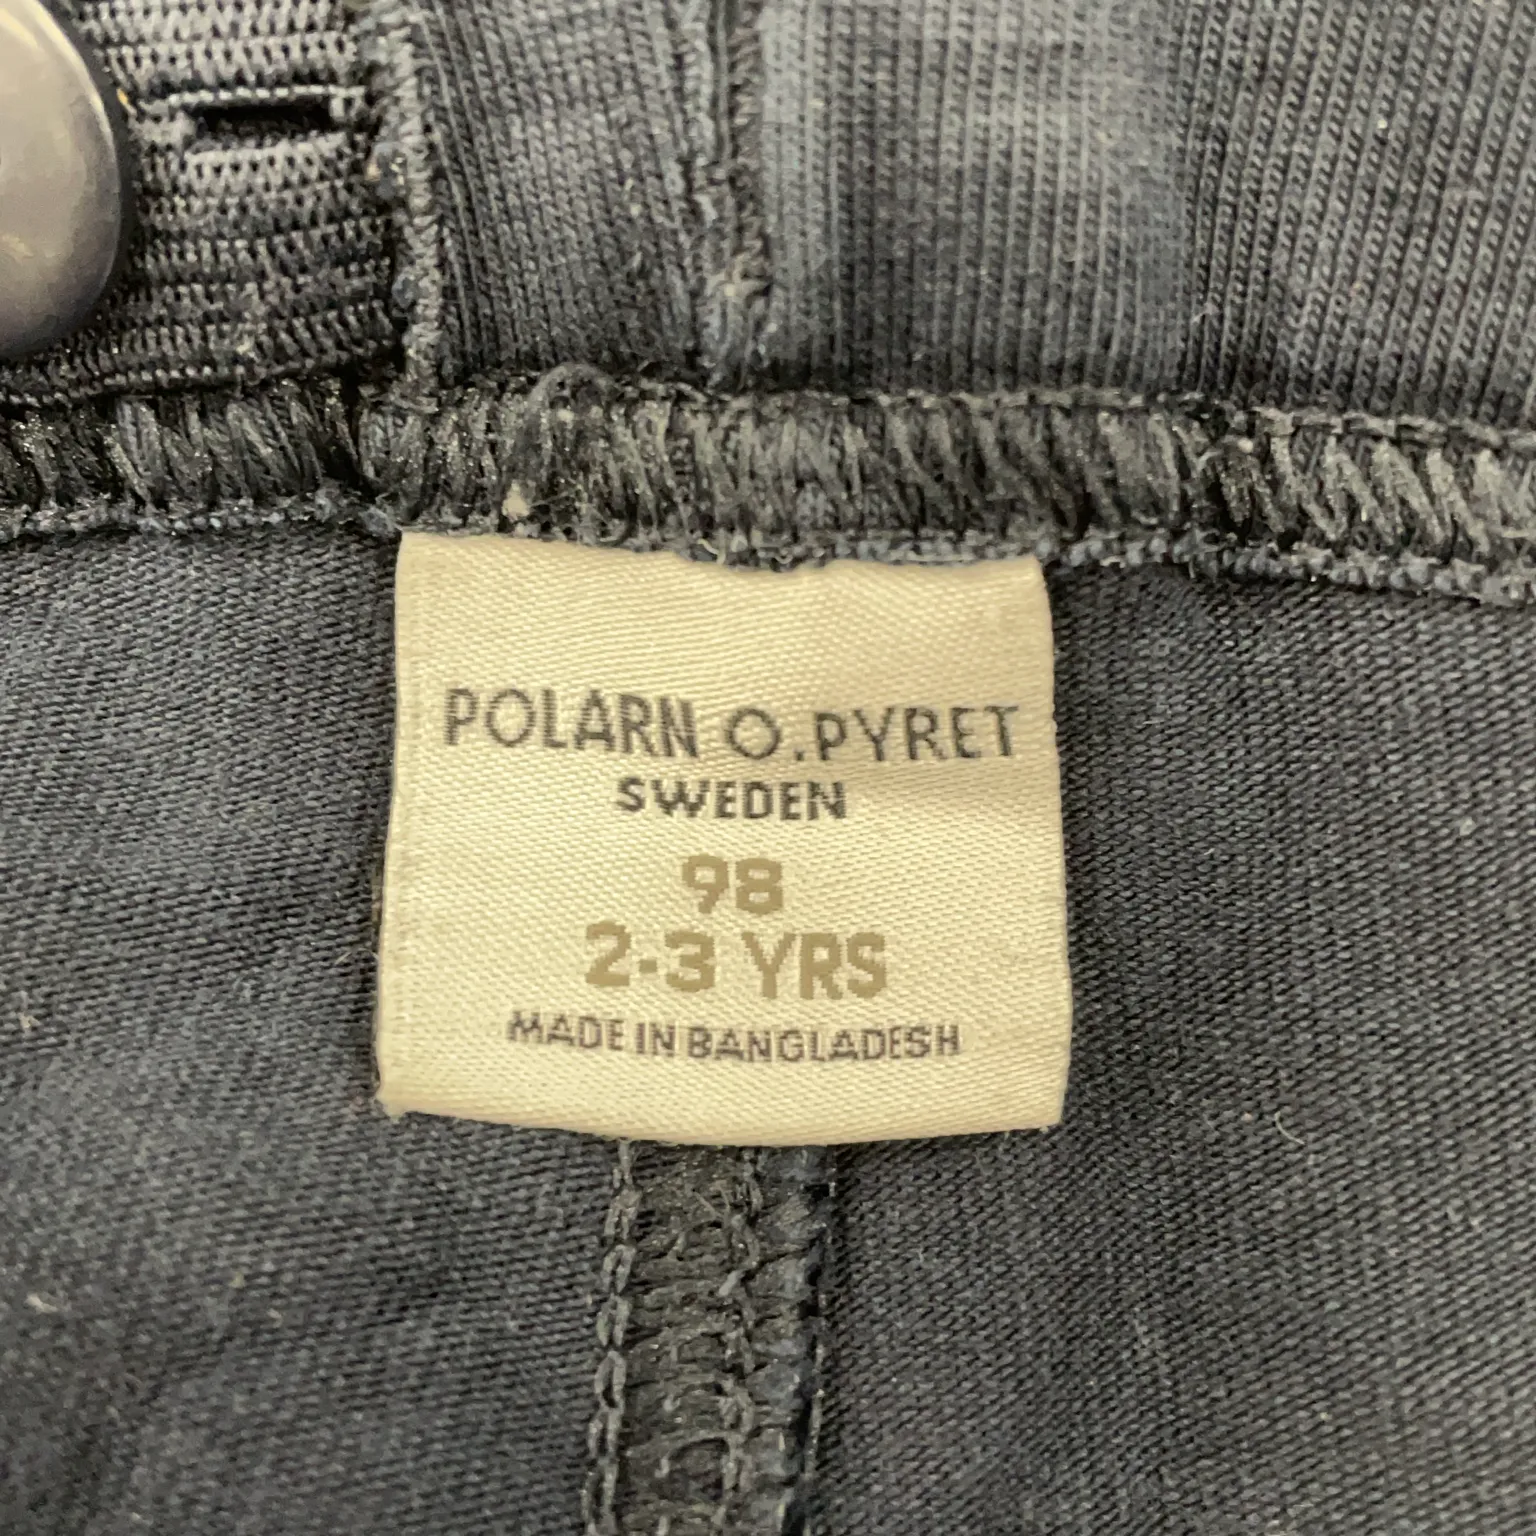 POLARN O.PYRET
SWEDEN
98
2-3 YRS
MADE IN BANGLADESH